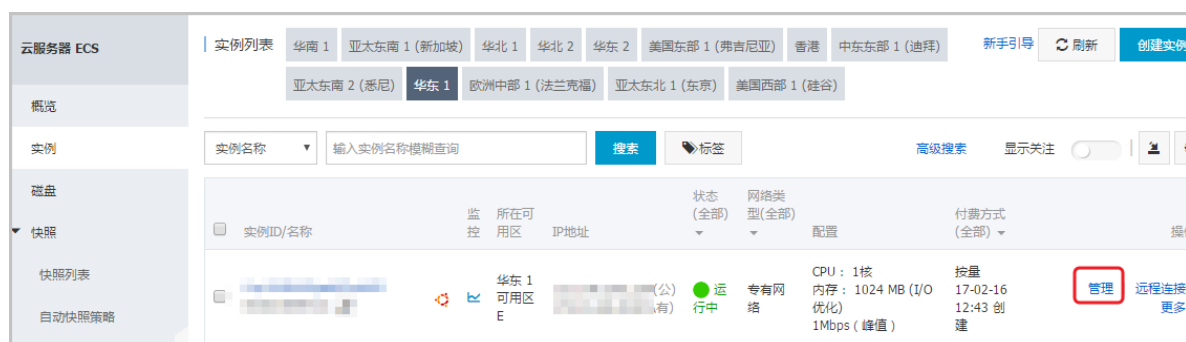 云服务器 ECS
概览
实例
磁盘
快照
快照列表
自动快照策略
实例列表 华南 1 亚太东南 1 (新加坡) 华北 1 华北 2 华东 2 美国东部 1 (弗吉尼亚) 香港 中东东部 1 (迪拜) 新手引导 刷新 创建实例
亚太东南 2 (悉尼) 华东 1 欧洲中部 1 (法兰克福) 亚太东北 1 (东京) 美国西部 1 (硅谷)
实例名称 输入实例名称模糊查询 搜索 标签 高级搜索 显示关注
状态 网络类
监 所在可 (全部) 型(全部) 付费方式
实例ID/名称 控 用区 IP地址 配置 (全部)
CPU： 1核 按量
华东 1 (公) 运 专有网 内存： 1024 MB (I/O 17-02-16 管理 远程连接
可用区 有) 行中 络 优化) 12:43 创 更多
E 1Mbps（峰值） 建